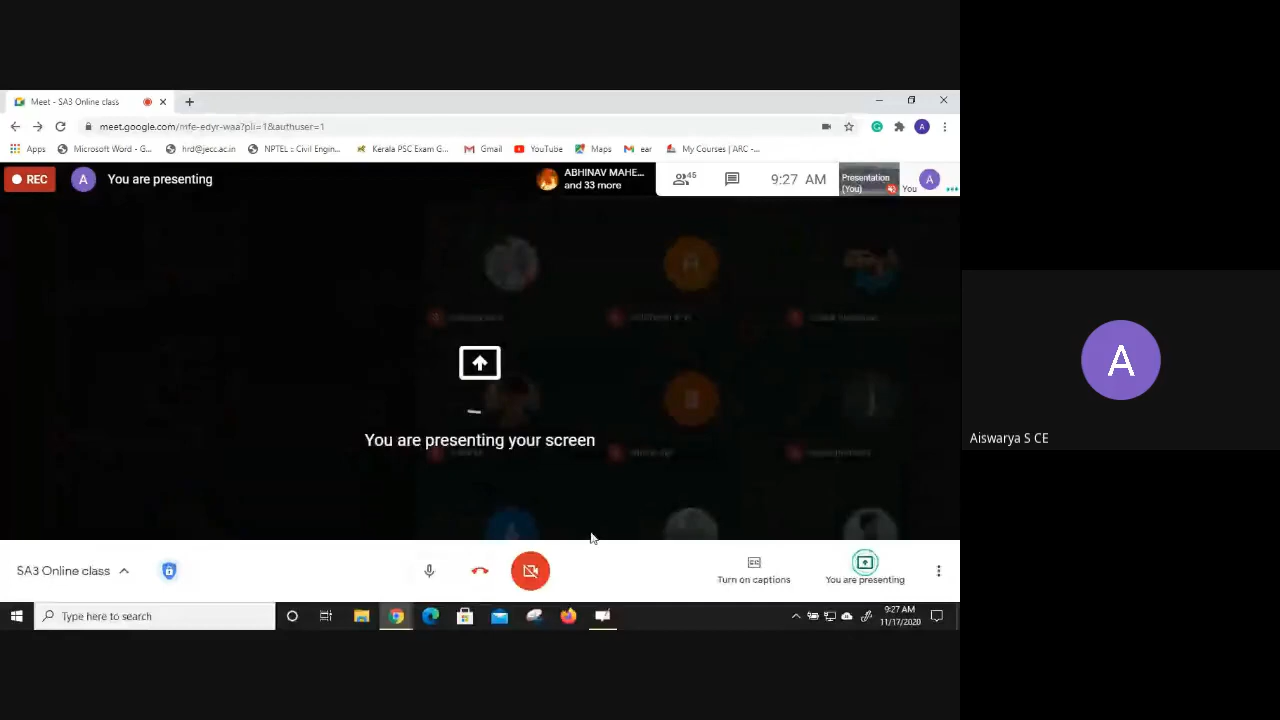 Meet - SA3 Online class
meet.google.com/mfe-edyr-waa?pli=1&authuser=1
Apps Microsoft Word - G... hrd@jecc.ac.in NPTEL :: Civil Engin... Kerala PSC Exam G... Gmail YouTube Maps ear My Courses | ARC -...
REC A You are presenting
ABHINAV MAHE...
and 33 more
45
9:27 AM
Presentation
(You)
You A
You are presenting your screen
A
Aiswarya S CE
SA3 Online class
Turn on captions
You are presenting
Type here to search
9:27 AM
11/17/2020